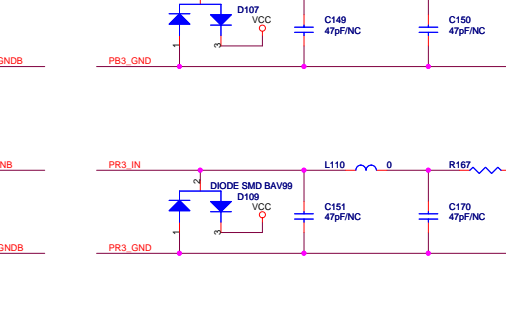 D107
VCC
C149
47pF/NC
C150
47pF/NC
1
3
GNDB
PB3_GND
NB
PR3_IN
L110
0
R167
2
DIODE SMD BAV99
D109
VCC
C151
47pF/NC
C170
47pF/NC
1
3
GNDB
PR3_GND